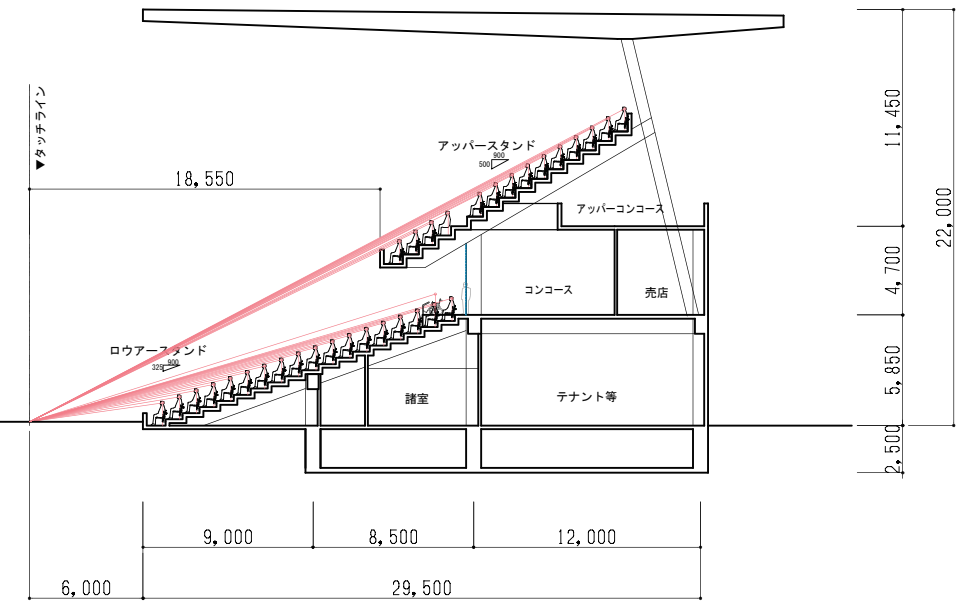 ▼タッチライン
18,550
アッパースタンド
900
500
アッパーコンコース
コンコース
売店
ロウアースタンド
900
325
諸室
テナント等
11,450
4,700
5,850
2,500
22,000
9,000
8,500
12,000
6,000
29,500